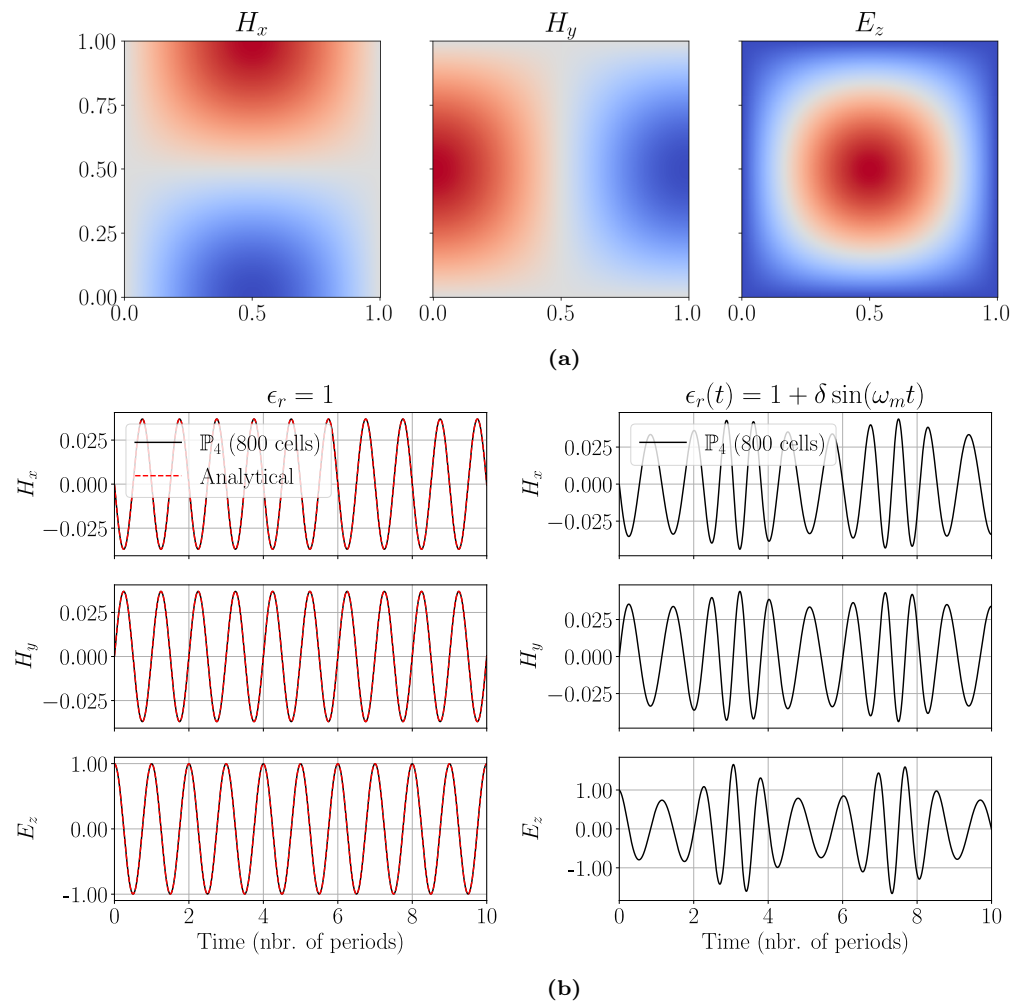 H_x
H_y
E_z
1.00
0.75
0.50
0.25
0.00
0.0 0.5 1.0
0.0 0.5 1.0
0.0 0.5 1.0
(a)
ϵ_r = 1
ϵ_r(t) = 1 + δ sin(ω_m t)
H_x
0.025
0.000
−0.025
ℙ_4 (800 cells)
Analytical
H_x
0.025
0.000
−0.025
ℙ_4 (800 cells)
H_y
0.025
0.000
−0.025
H_y
0.025
0.000
−0.025
E_z
1.00
0.00
-1.00
0 2 4 6 8 10
Time (nbr. of periods)
E_z
1.00
0.00
-1.00
0 2 4 6 8 10
Time (nbr. of periods)
(b)